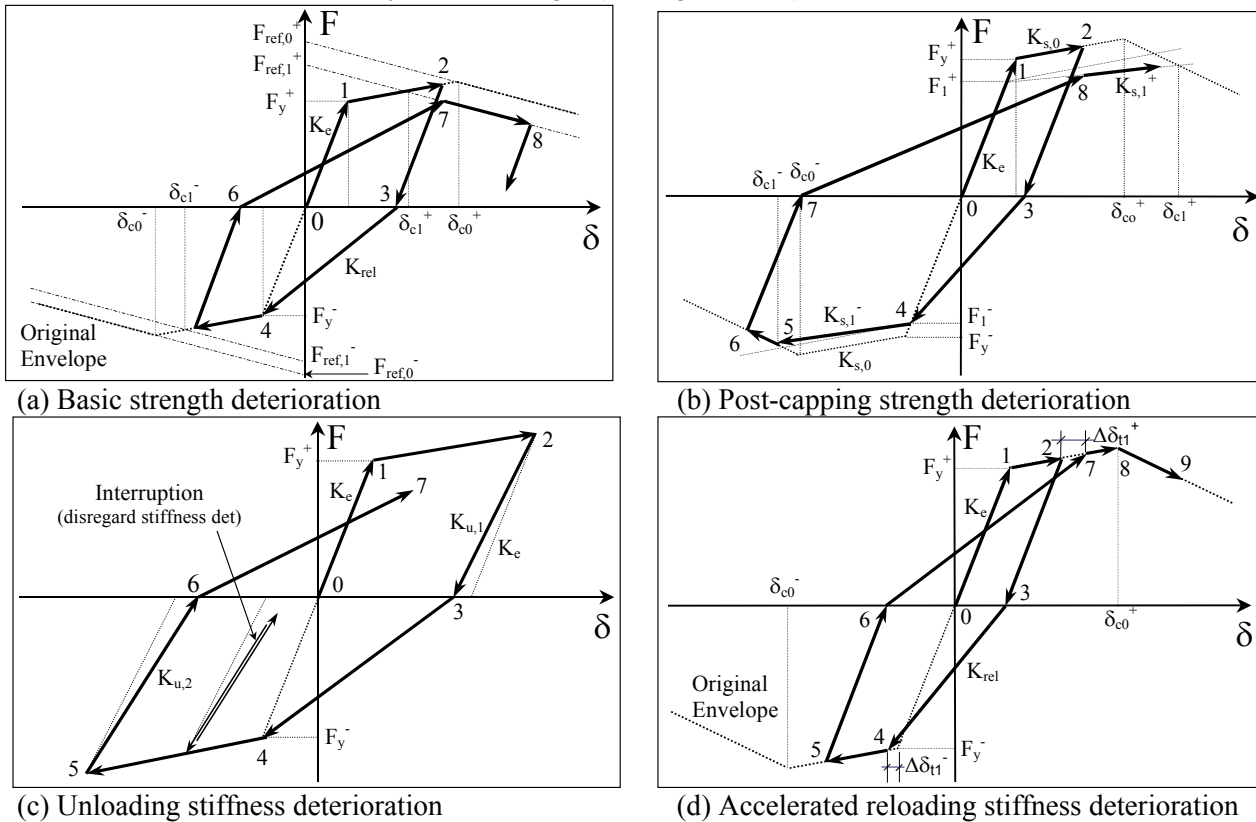 F
F_ref,0^+
F_ref,1^+
F_y^+
1
2
7
8
K_e
δ_c1^-
δ_c0^-
6
0
3
δ_c1^+
δ_c0^+
δ
K_rel
4
F_y^-
Original
Envelope
F_ref,1^-
F_ref,0^-
(a) Basic strength deterioration
F
K_s,0
2
F_y^+
F_1^+
1
8
K_s,1^+
K_e
δ_c1^-
δ_c0^-
7
0
3
δ_co^+
δ_c1^+
δ
4
F_1^-
F_y^-
K_s,1^-
5
6
K_s,0
(b) Post-capping strength deterioration
F
F_y^+
1
2
7
Interruption
(disregard stiffness det)
K_e
K_u,1
K_e
6
0
3
δ
K_u,2
4
F_y^-
5
(c) Unloading stiffness deterioration
F
Δδ_t1^+
F_y^+
1
2
7
8
9
K_e
δ_c0^-
6
0
3
δ_c0^+
δ
K_rel
Original
Envelope
5
4
F_y^-
Δδ_t1^-
(d) Accelerated reloading stiffness deterioration